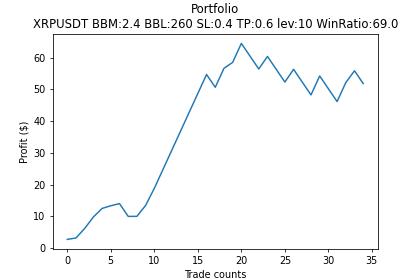 Portfolio
XRPUSDT BBM:2.4 BBL:260 SL:0.4 TP:0.6 lev:10 WinRatio:69.0
60
50
40
30
20
10
0
Profit ($)
0 5 10 15 20 25 30 35
Trade counts